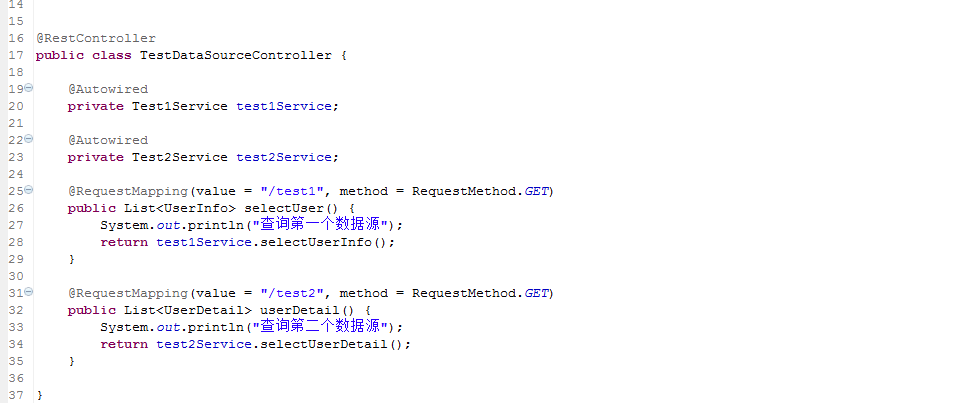 14
15
16 @RestController
17 public class TestDataSourceController {
18
19 @Autowired
20 private Test1Service test1Service;
21
22 @Autowired
23 private Test2Service test2Service;
24
25 @RequestMapping(value = "/test1", method = RequestMethod.GET)
26 public List<UserInfo> selectUser() {
27 System.out.println("查询第一个数据源");
28 return test1Service.selectUserInfo();
29 }
30
31 @RequestMapping(value = "/test2", method = RequestMethod.GET)
32 public List<UserDetail> userDetail() {
33 System.out.println("查询第二个数据源");
34 return test2Service.selectUserDetail();
35 }
36
37 }